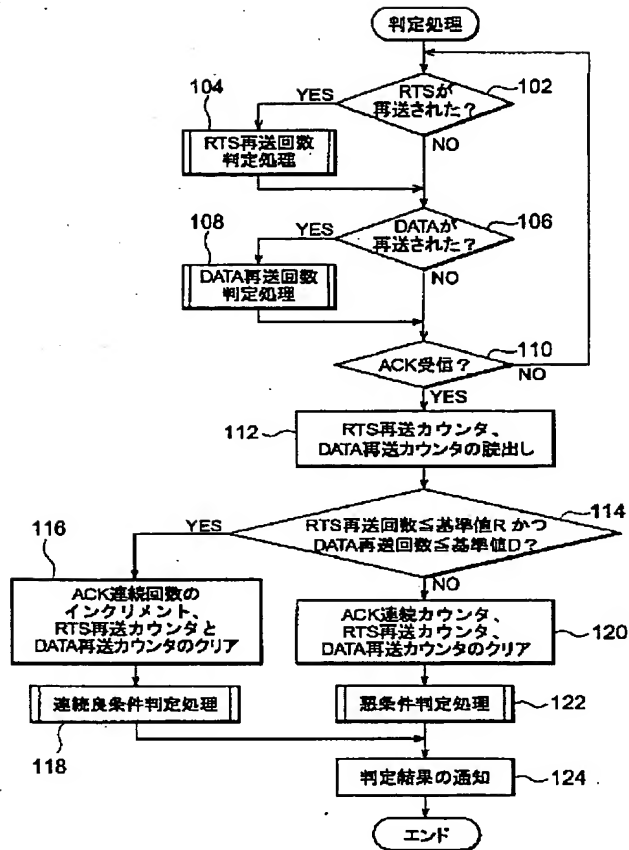 判定処理
102
RTSが
再送された?
YES
NO
104
RTS再送回数
判定処理
106
DATAが
再送された?
YES
NO
108
DATA再送回数
判定処理
110
ACK受信?
NO
YES
112
RTS再送カウンタ、
DATA再送カウンタの読出し
114
RTS再送回数≦基準値R かつ
DATA再送回数≦基準値D?
YES
NO
116
ACK連続回数の
インクリメント、
RTS再送カウンタと
DATA再送カウンタのクリア
ACK連続カウンタ、
RTS再送カウンタ、
DATA再送カウンタのクリア
120
連続良条件判定処理
118
悪条件判定処理
122
判定結果の通知
124
エンド